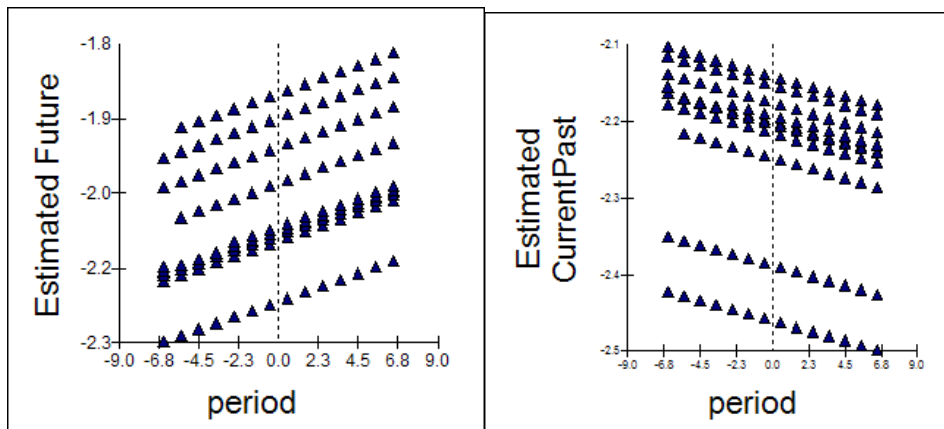 Estimated Future
-1.8
-1.9
-2.0
-2.2
-2.3
-9.0 -6.8 -4.5 -2.3 0.0 2.3 4.5 6.8 9.0
period
Estimated
CurrentPast
-2.1
-2.2
-2.3
-2.4
-2.5
-9.0 -6.8 -4.5 -2.3 0.0 2.3 4.5 6.8 9.0
period